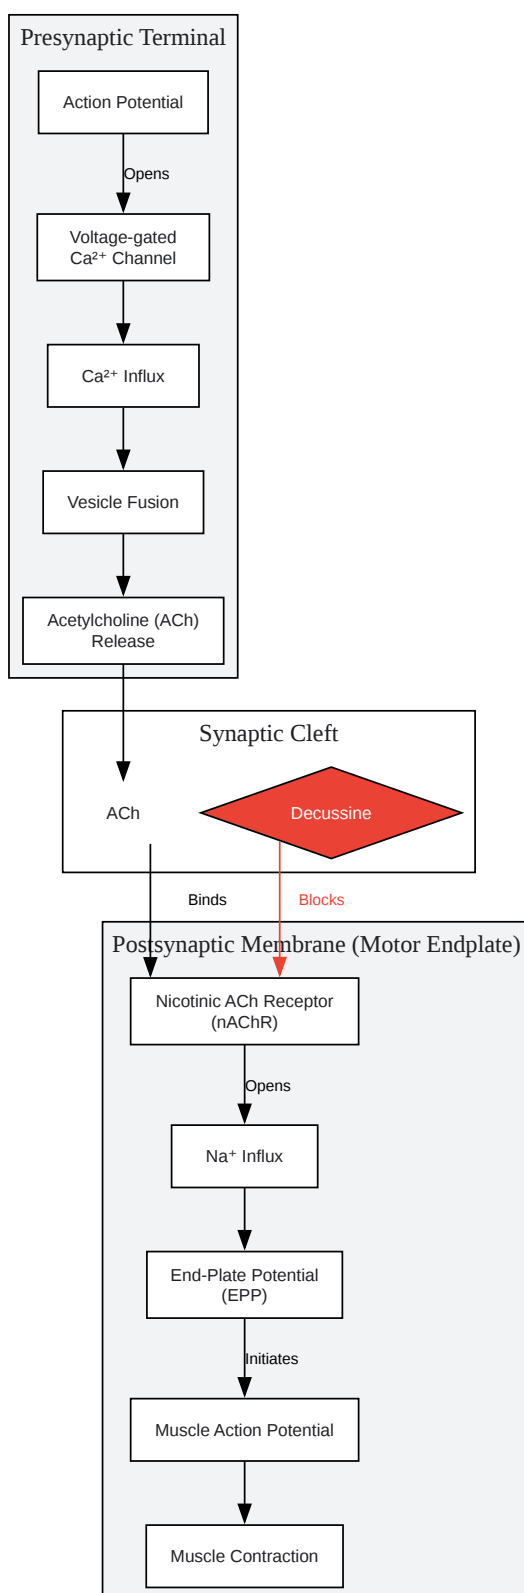 Presynaptic Terminal
Action Potential
Opens
Voltage-gated
Ca²⁺ Channel
Ca²⁺ Influx
Vesicle Fusion
Acetylcholine (ACh)
Release
Synaptic Cleft
ACh
Decussine
Binds
Blocks
Postsynaptic Membrane (Motor Endplate)
Nicotinic ACh Receptor
(nAChR)
Opens
Na⁺ Influx
End-Plate Potential
(EPP)
Initiates
Muscle Action Potential
Muscle Contraction